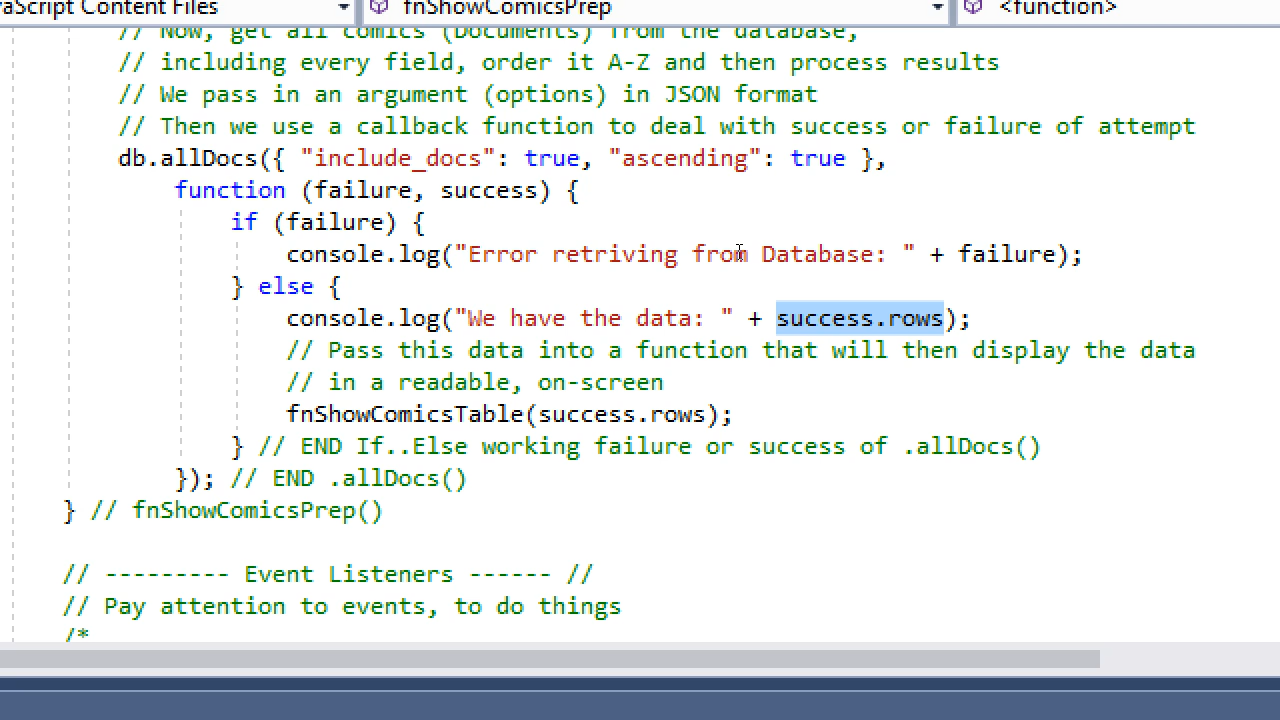 vaScript Content Files
fnShowComicsPrep
<function>
// Now, get all comics (Documents) from the database,
// including every field, order it A-Z and then process results
// We pass in an argument (options) in JSON format
// Then we use a callback function to deal with success or failure of attempt
db.allDocs({ "include_docs": true, "ascending": true },
function (failure, success) {
if (failure) {
console.log("Error retriving from Database: " + failure);
} else {
console.log("We have the data: " + success.rows);
// Pass this data into a function that will then display the data
// in a readable, on-screen
fnShowComicsTable(success.rows);
} // END If..Else working failure or success of .allDocs()
}); // END .allDocs()
} // fnShowComicsPrep()
// --------- Event Listeners ------ //
// Pay attention to events, to do things
/*